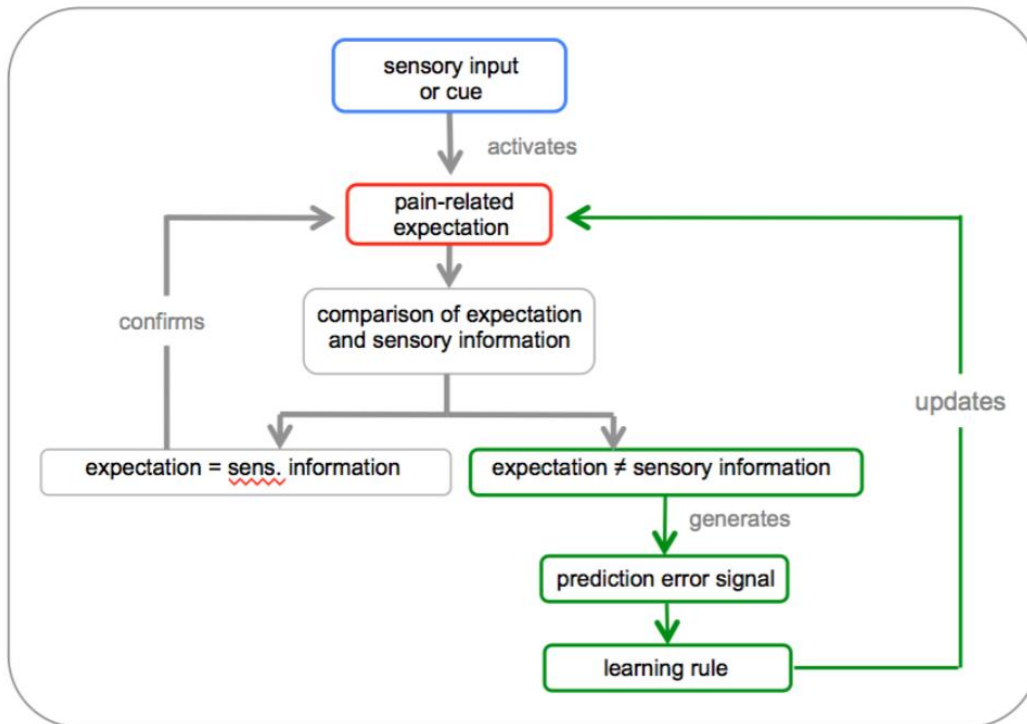 sensory input
or cue
activates
pain-related
expectation
comparison of expectation
and sensory information
confirms
updates
expectation = sens. information
expectation ≠ sensory information
generates
prediction error signal
learning rule